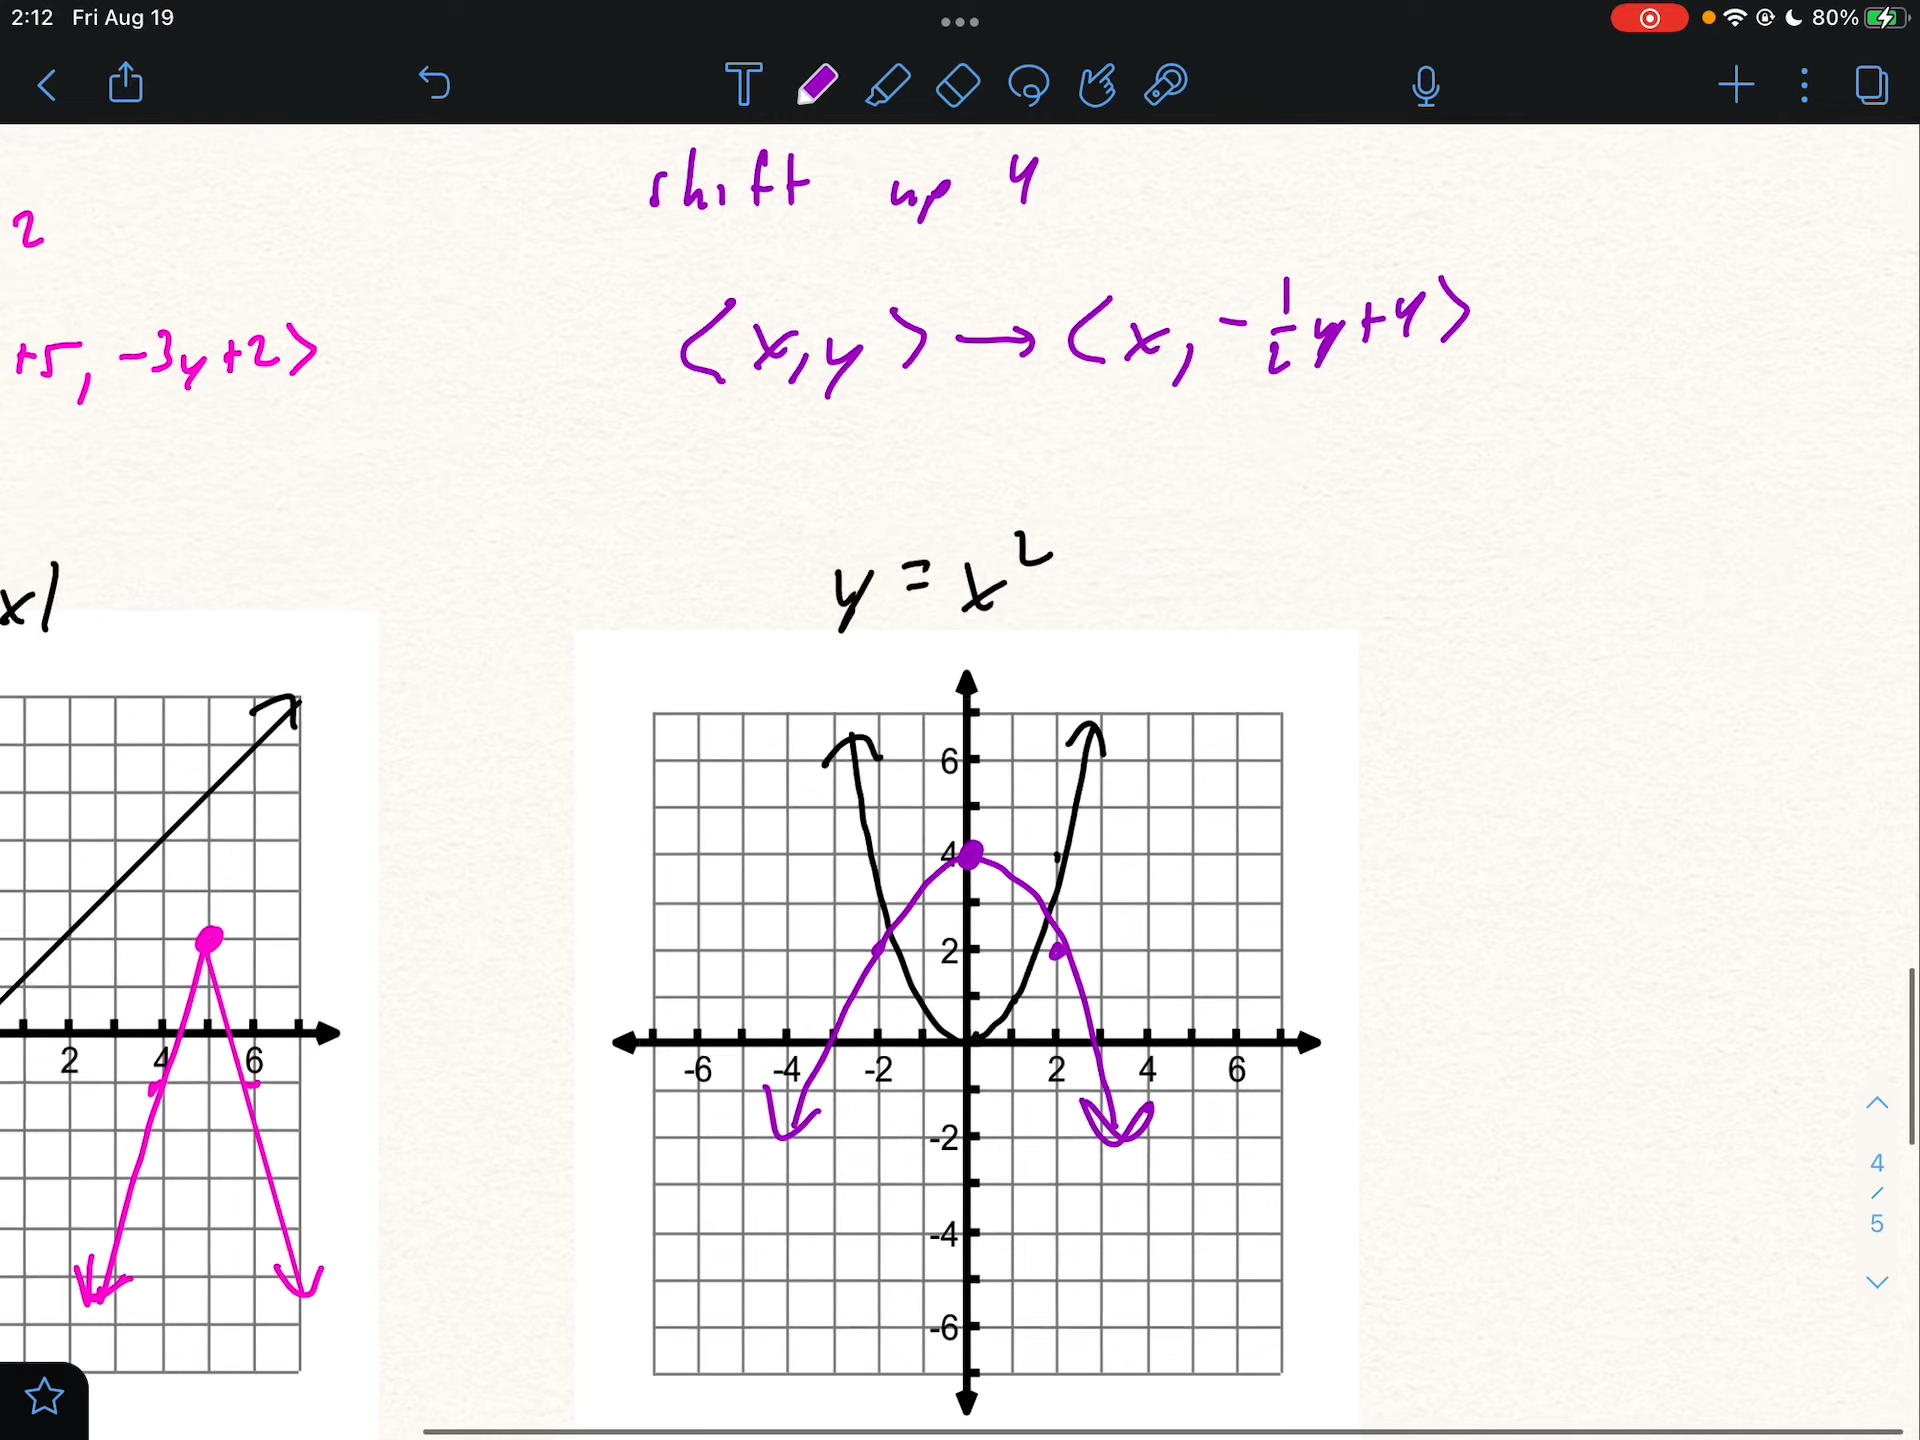 2:12 Fri Aug 19
80%
T
shift up 4
2
+5, -3y+2⟩
⟨x,y⟩ → ⟨x, -1/2y+4⟩
y = x²
x|
6
4
2
-6 -4 -2 2 4 6
-2
-4
-6
2 4 6
4
/
5